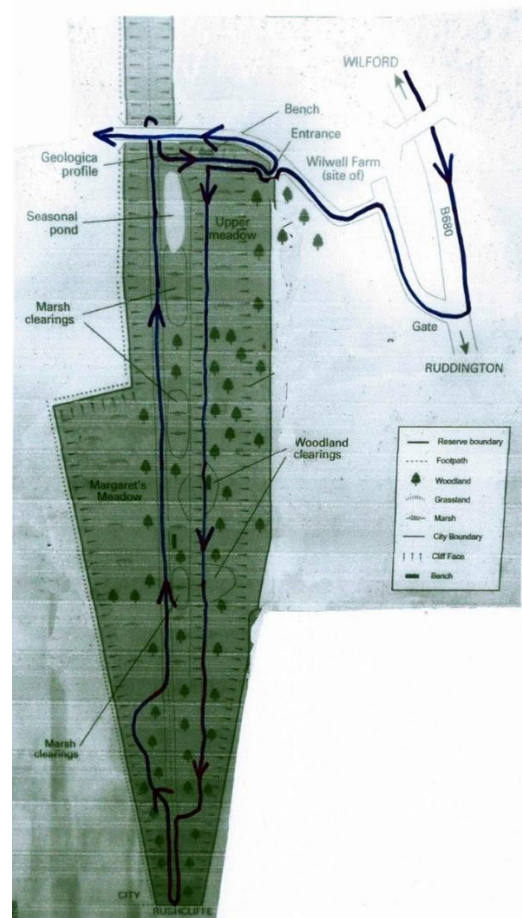 WILFORD
Bench
Entrance
Geologica
profile
Wilwell Farm
(site of)
Seasonal
pond
Upper
meadow
B680
Marsh
clearings
Gate
RUDDINGTON
Woodland
clearings
Margaret's
Meadow
Reserve boundary
Footpath
Woodland
Grassland
Marsh
City Boundary
Cliff Face
Bench
Marsh
clearings
CITY
RUSHCLIFFE